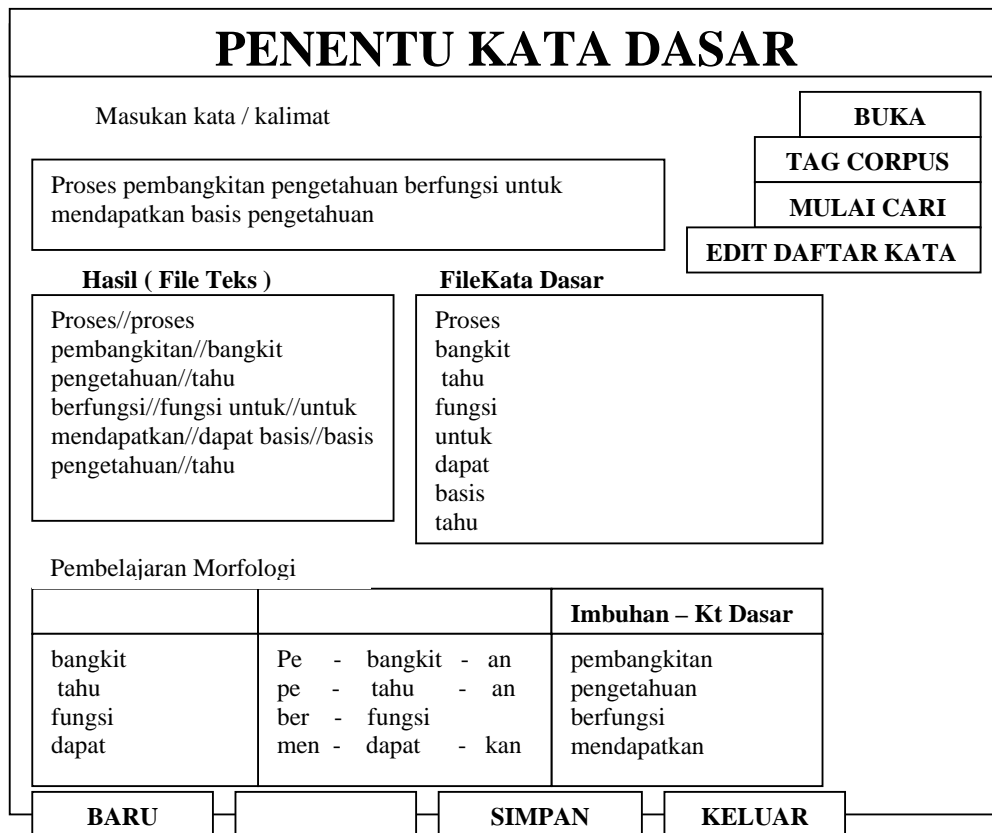 PENENTU KATA DASAR
Masukan kata / kalimat
BUKA
TAG CORPUS
MULAI CARI
EDIT DAFTAR KATA
Proses pembangkitan pengetahuan berfungsi untuk
mendapatkan basis pengetahuan
Hasil ( File Teks )
Proses//proses
pembangkitan//bangkit
pengetahuan//tahu
berfungsi//fungsi untuk//untuk
mendapatkan//dapat basis//basis
pengetahuan//tahu
FileKata Dasar
Proses
bangkit
tahu
fungsi
untuk
dapat
basis
tahu
Pembelajaran Morfologi
Imbuhan – Kt Dasar
bangkit Pe - bangkit - an pembangkitan
tahu pe - tahu - an pengetahuan
fungsi ber - fungsi berfungsi
dapat men - dapat - kan mendapatkan
BARU SIMPAN KELUAR